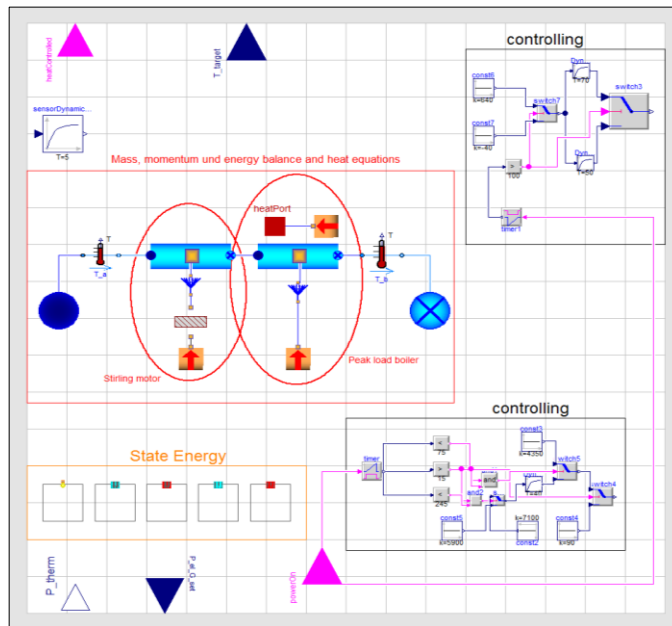 controlling
heatControlled
T_target
const6
k=640
Dyn
T=70
switch3
switch7
const7
k=-40
sensorDynamic...
T=5
Dyn
T=50
>
100
timer1
Mass, momentum und energy balance and heat equations
heatPort
T
T
T_a
T_b
Stirling motor
Peak load boiler
controlling
const3
k=4350
State Energy
timer
<
75
switch5
>
15
and
switch4
<
245
and2
const5
k=5900
k=7100
const2
const4
k=90
P_therm
powerOn